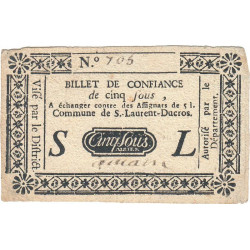 N.° 705
BILLET DE CONFIANCE
de cinq sous,
A échanger contre des Assignats de 5 l.
Commune de S.-Laurent-Ducros.
Visé par le District
Autorisé par le Département.
S L
Cinq Sous